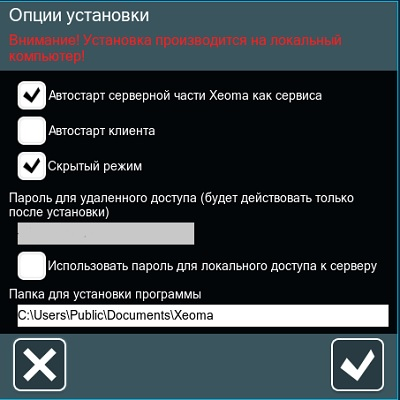 Опции установки
Внимание! Установка производится на локальный
компьютер!
Автостарт серверной части Xeoma как сервиса
Автостарт клиента
Скрытый режим
Пароль для удаленного доступа (будет действовать только
после установки)
Использовать пароль для локального доступа к серверу
Папка для установки программы
C:\Users\Public\Documents\Xeoma